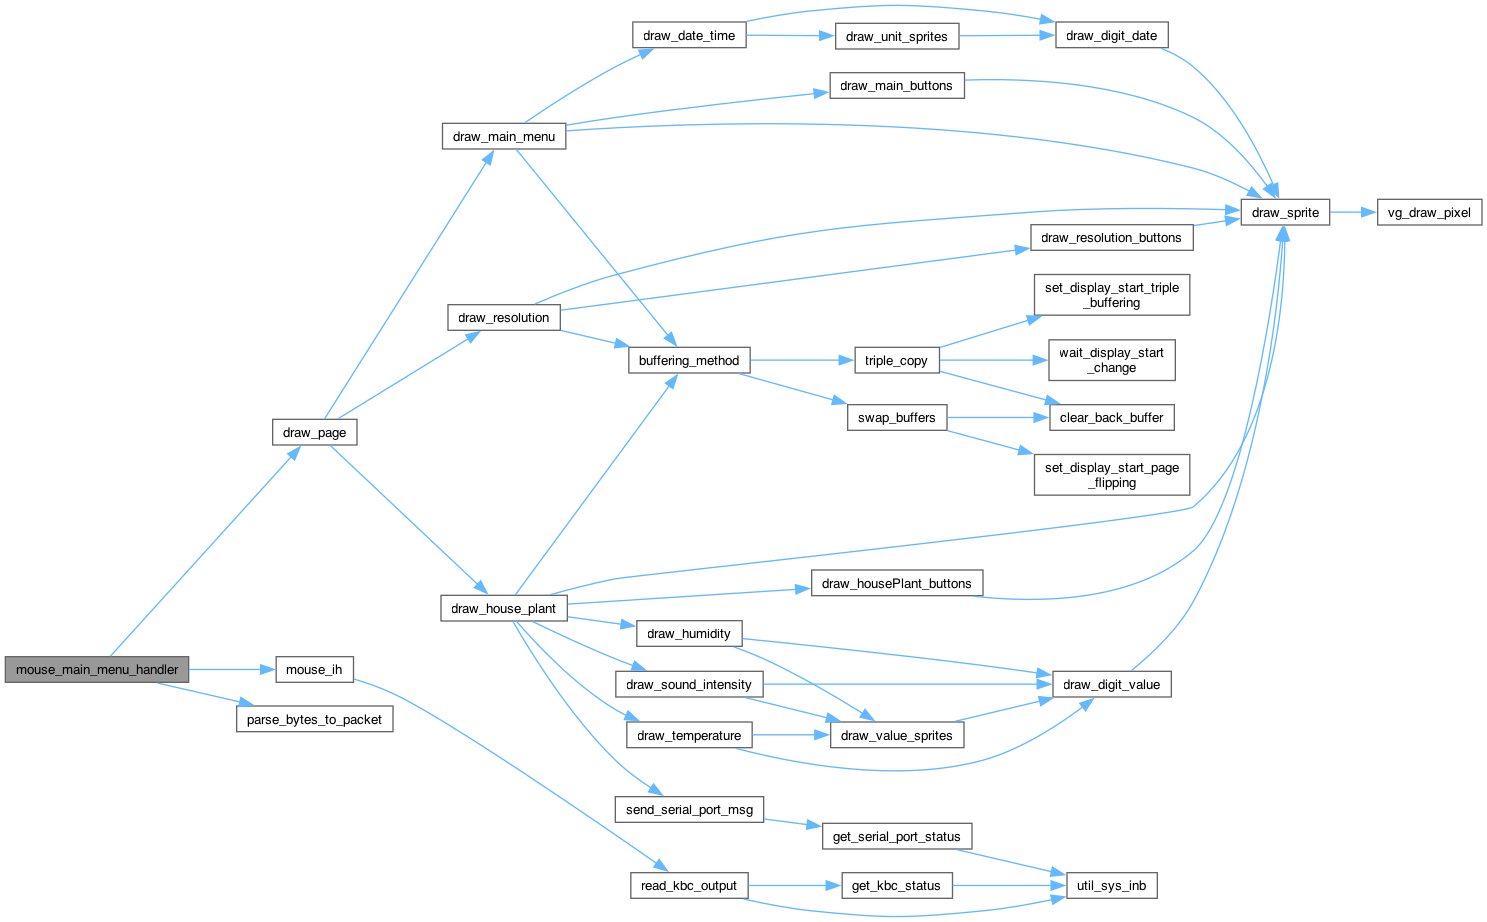 draw_date_time
draw_unit_sprites
draw_digit_date
draw_main_buttons
draw_main_menu
draw_sprite
vg_draw_pixel
draw_resolution_buttons
set_display_start_triple
_buffering
draw_resolution
buffering_method
triple_copy
wait_display_start
_change
swap_buffers
clear_back_buffer
draw_page
set_display_start_page
_flipping
draw_housePlant_buttons
draw_house_plant
draw_humidity
mouse_main_menu_handler
mouse_ih
draw_sound_intensity
draw_digit_value
parse_bytes_to_packet
draw_temperature
draw_value_sprites
send_serial_port_msg
get_serial_port_status
read_kbc_output
get_kbc_status
util_sys_inb